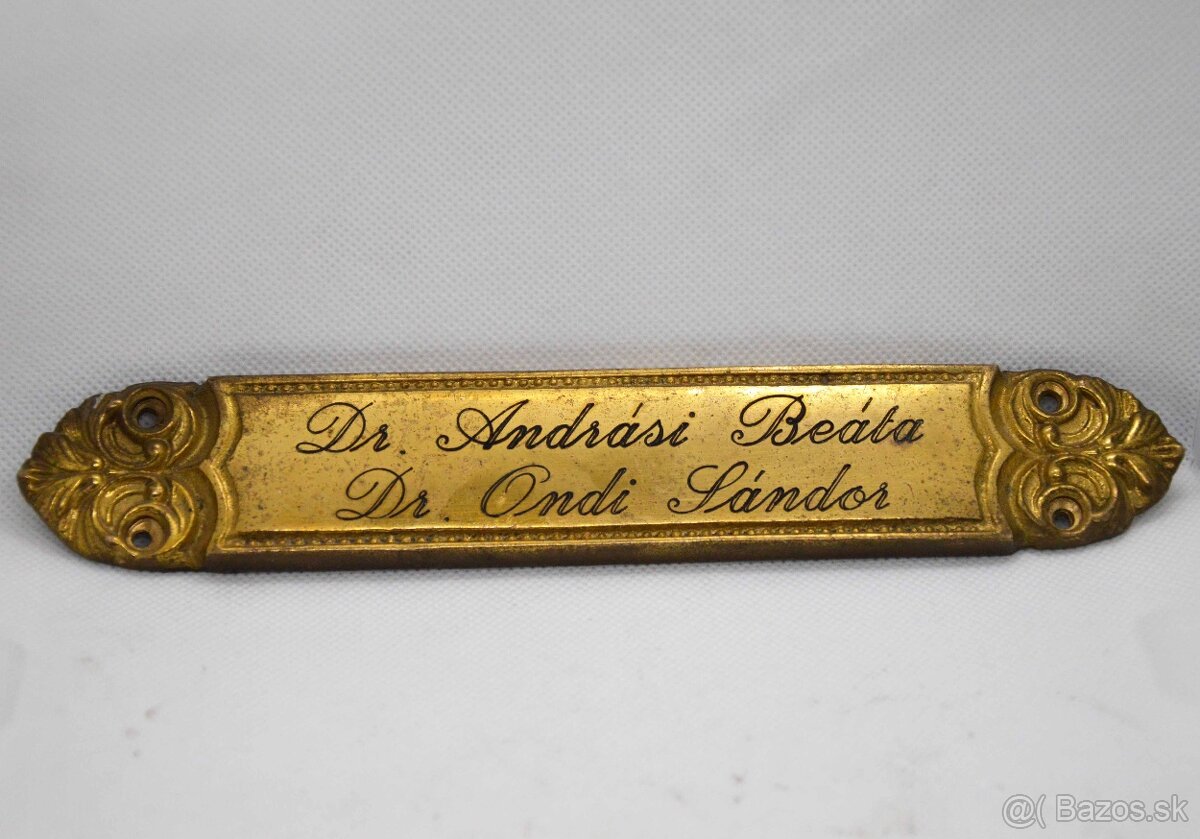 Dr. Andrási Beáta
Dr. Ondi Sándor
@( Bazos.sk